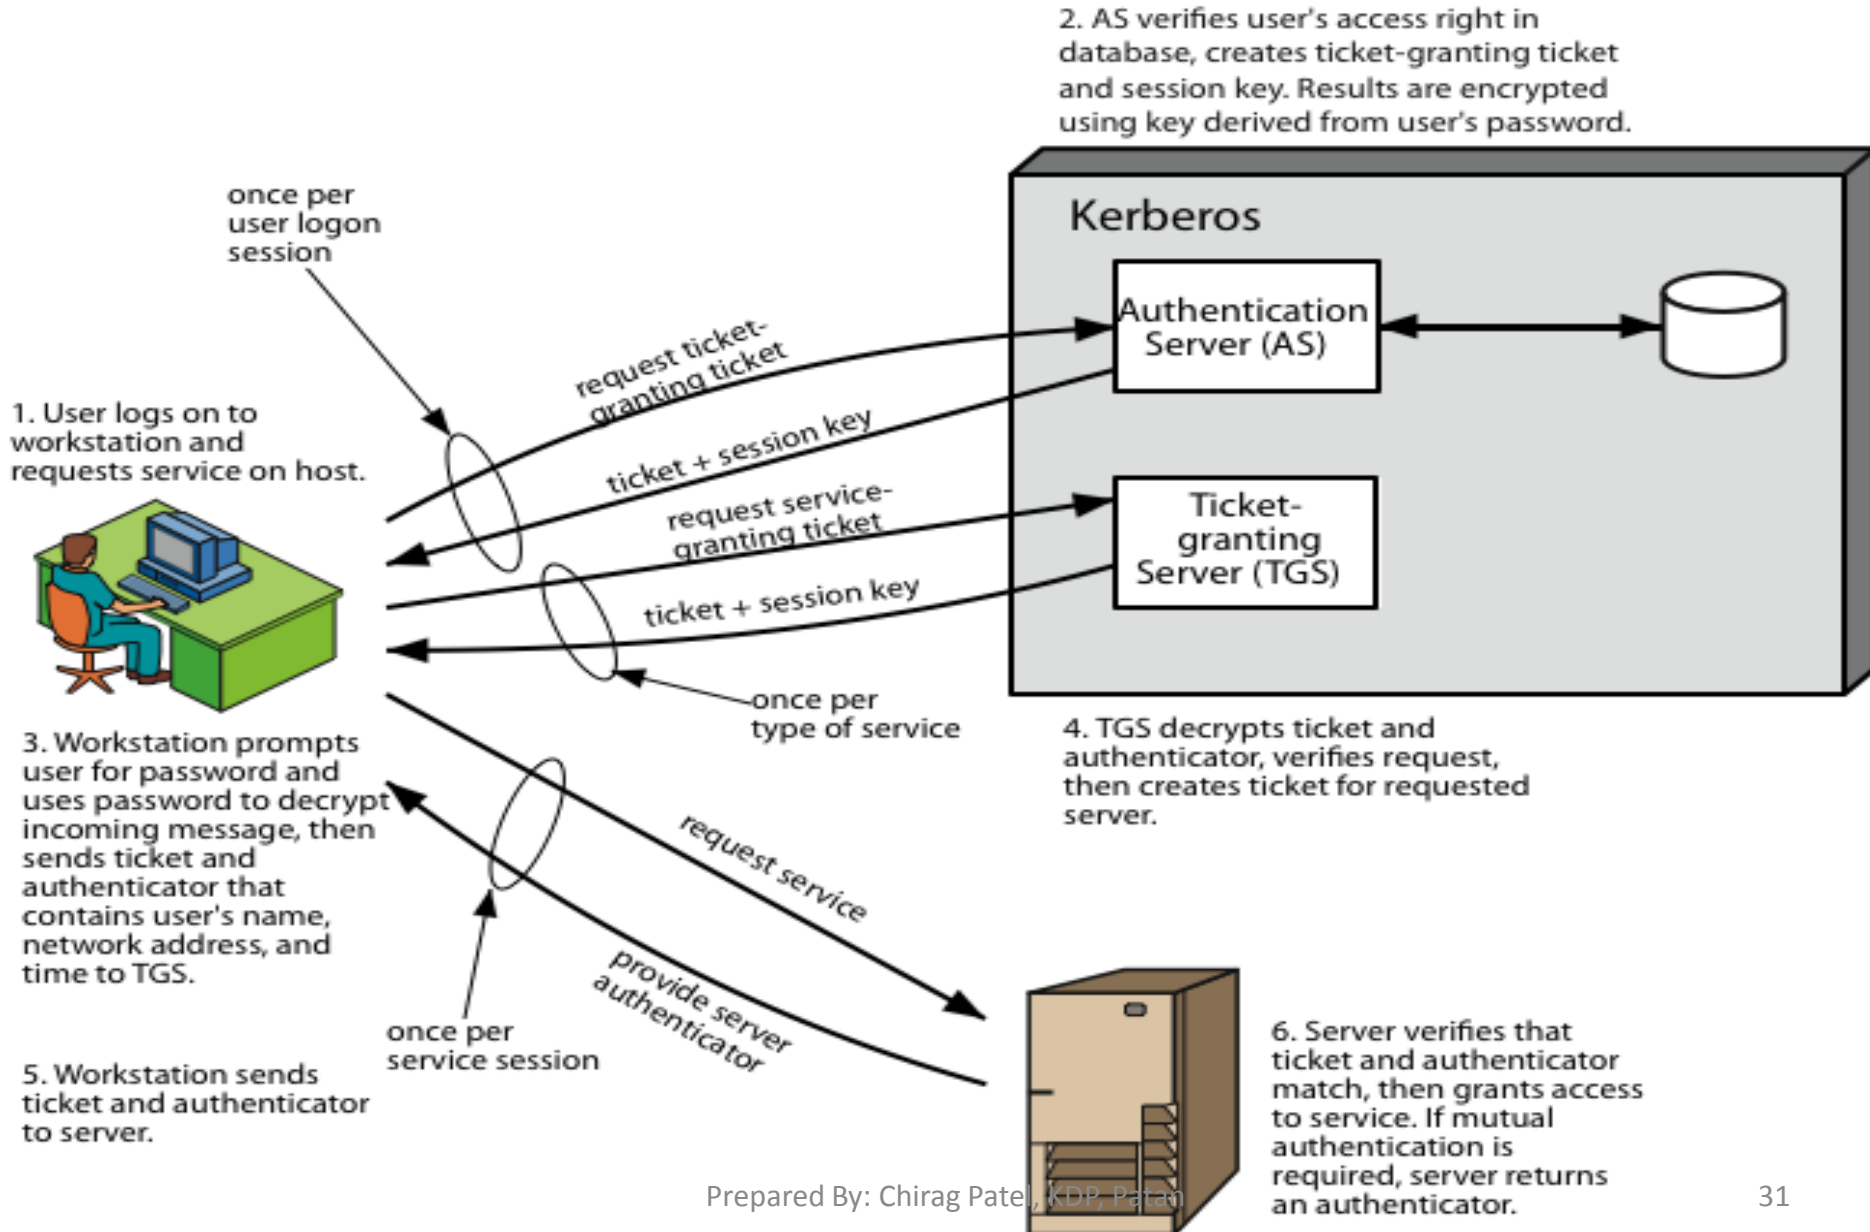 2. AS verifies user's access right in
database, creates ticket-granting ticket
and session key. Results are encrypted
using key derived from user's password.
once per
user logon
session
Kerberos
Authentication
Server (AS)
request ticket-
granting ticket
1. User logs on to
workstation and
requests service on host.
ticket + session key
request service-
granting ticket
Ticket-
granting
Server (TGS)
ticket + session key
once per
type of service
3. Workstation prompts
user for password and
uses password to decrypt
incoming message, then
sends ticket and
authenticator that
contains user's name,
network address, and
time to TGS.
4. TGS decrypts ticket and
authenticator, verifies request,
then creates ticket for requested
server.
request service
provide server
authenticator
once per
service session
5. Workstation sends
ticket and authenticator
to server.
6. Server verifies that
ticket and authenticator
match, then grants access
to service. If mutual
authentication is
required, server returns
an authenticator.
Prepared By: Chirag Patel, KDP, Patan
31